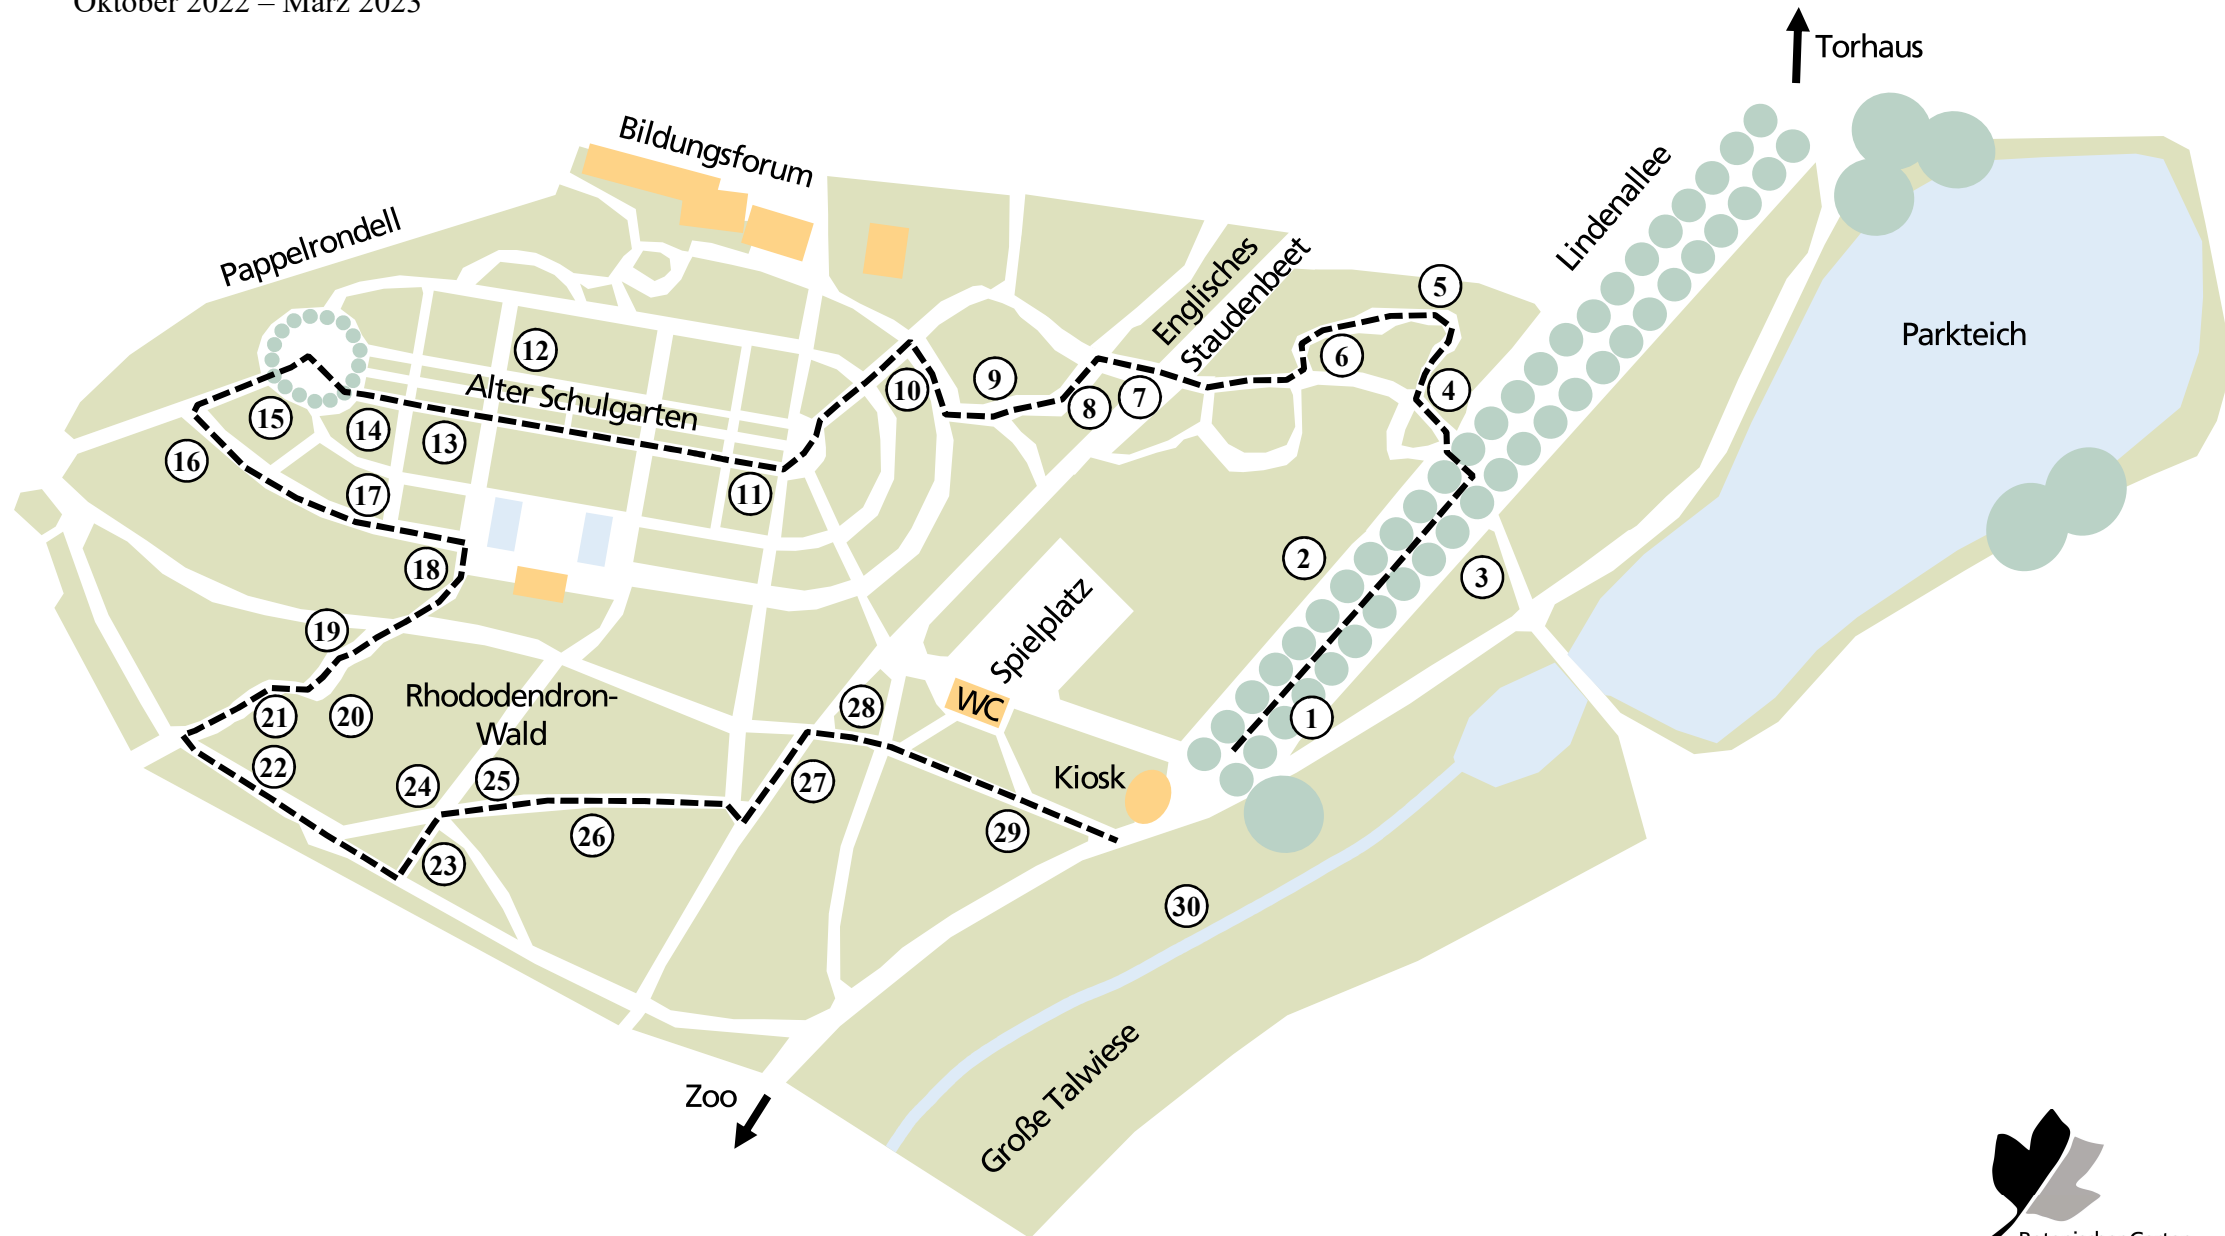 Oktober 2022 – März 2023
Torhaus
Bildungsforum
Lindenallee
Pappelrondell
Englisches
Staudenbeet
5
Parkteich
12
6
Alter Schulgarten
9
10
8
7
4
15
14
13
16
17
11
18
2
3
19
Spielplatz
Rhododendron-
Wald
21
20
28
WC
1
22
24
25
27
Kiosk
26
29
23
30
Zoo
Große Talwiese